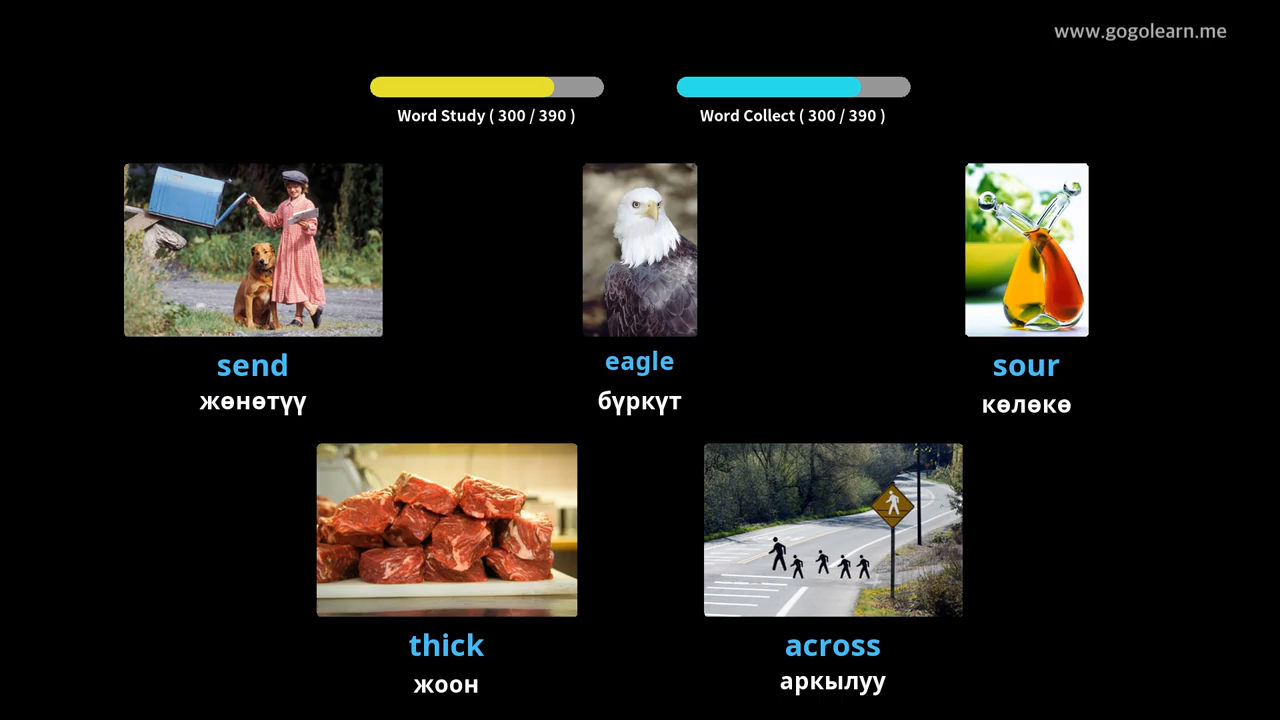 www.gogolearn.me
Word Study ( 300 / 390 )
Word Collect ( 300 / 390 )
send
жөнөтүү
eagle
бүркүт
sour
көлөкө
thick
жоон
across
аркылуу